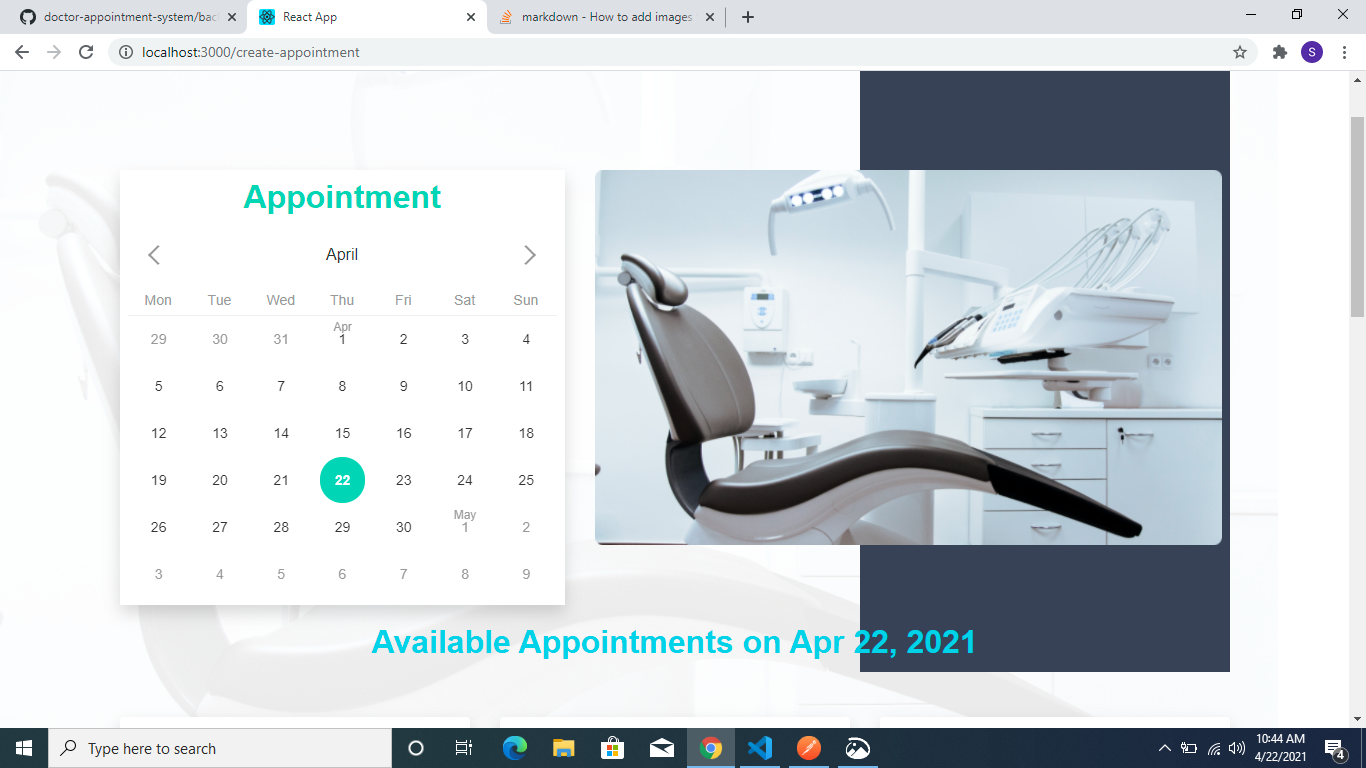 doctor-appointment-system/bac
React App
markdown - How to add images
localhost:3000/create-appointment
S
Appointment
April
Mon Tue Wed Thu Fri Sat Sun
29 30 31 Apr 1 2 3 4
5 6 7 8 9 10 11
12 13 14 15 16 17 18
19 20 21 22 23 24 25
26 27 28 29 30 May 1 2
3 4 5 6 7 8 9
Available Appointments on Apr 22, 2021
Type here to search
10:44 AM
4/22/2021
4